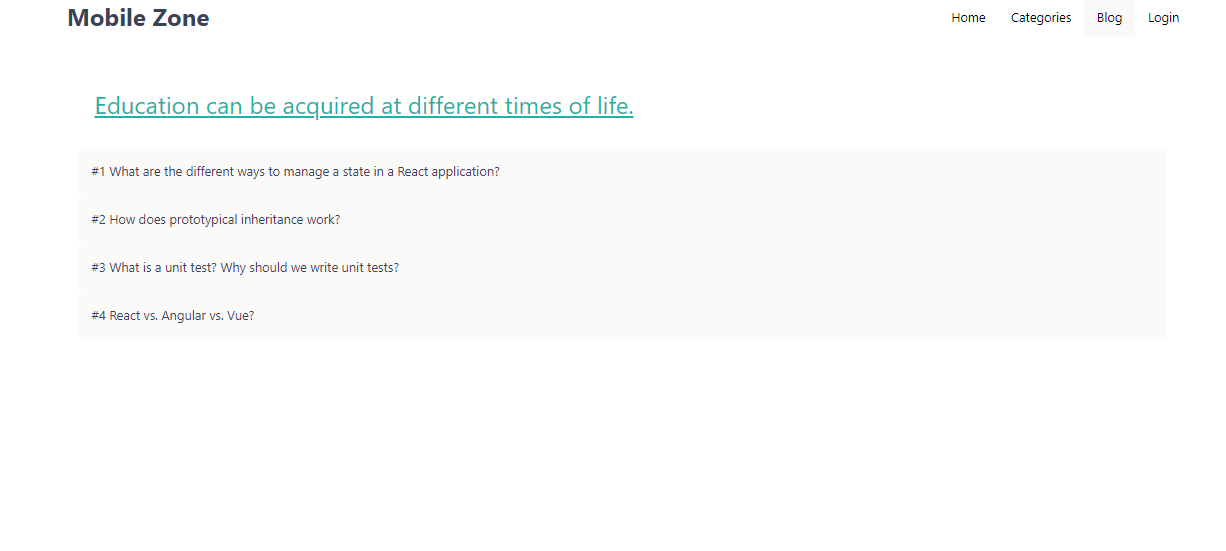 Mobile Zone
Home Categories Blog Login
Education can be acquired at different times of life.
#1 What are the different ways to manage a state in a React application?
#2 How does prototypical inheritance work?
#3 What is a unit test? Why should we write unit tests?
#4 React vs. Angular vs. Vue?